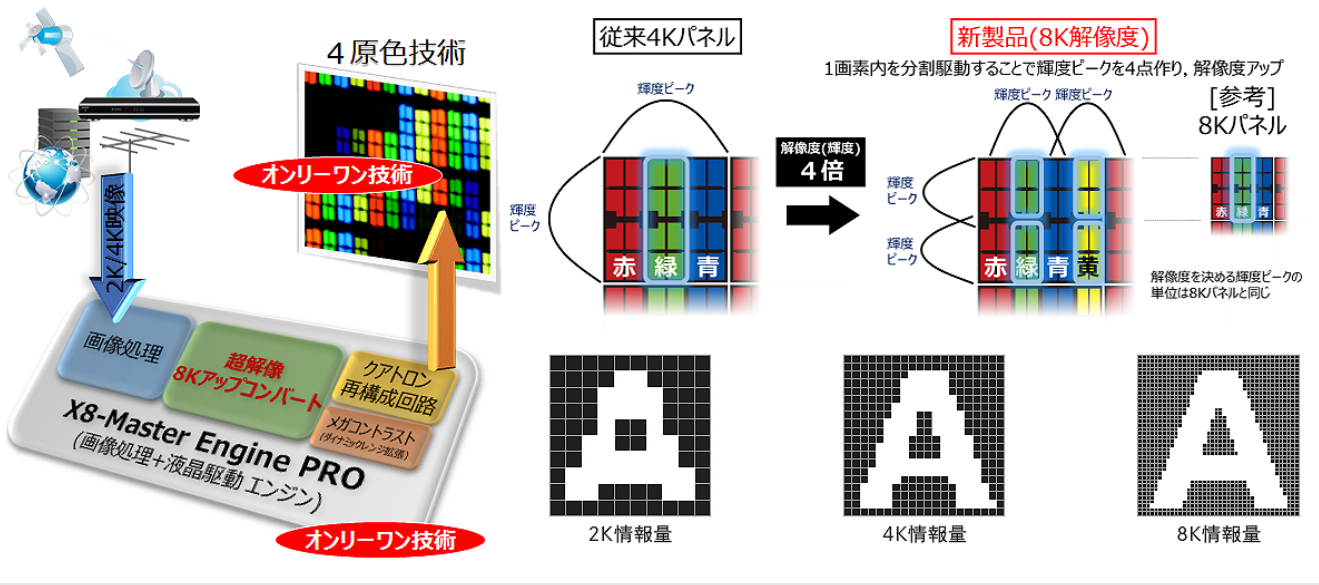 4原色技術
オンリーワン技術
2K/4K映像
画像処理
超解像
8Kアップコンバート
クアトロン
再構成回路
メガコントラスト
(ダイナミックレンジ拡張)
X8-Master Engine PRO
(画像処理+液晶駆動 エンジン)
オンリーワン技術
従来4Kパネル
輝度ピーク
輝度
ピーク
赤 緑 青
解像度(輝度)
4倍
新製品(8K解像度)
1画素内を分割駆動することで輝度ピークを4点作り, 解像度アップ
輝度ピーク 輝度ピーク
輝度
ピーク
輝度
ピーク
赤 緑 青 黄
[参考]
8Kパネル
赤 緑 青
解像度を決める輝度ピークの
単位は8Kパネルと同じ
A A A
2K情報量 4K情報量 8K情報量